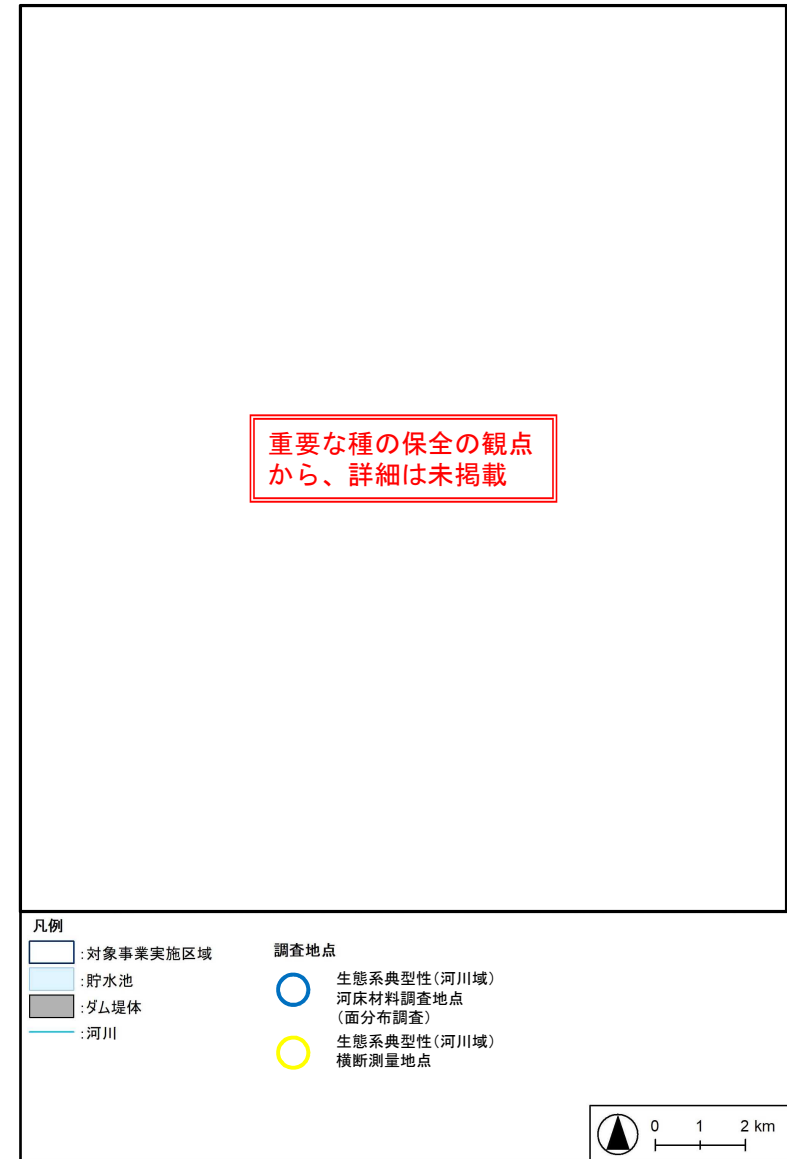 重要な種の保全の観点
から、詳細は未掲載
凡例
:対象事業実施区域
:貯水池
:ダム堤体
:河川
調査地点
生態系典型性(河川域)
河床材料調査地点
(面分布調査)
生態系典型性(河川域)
横断測量地点
0 1 2 km